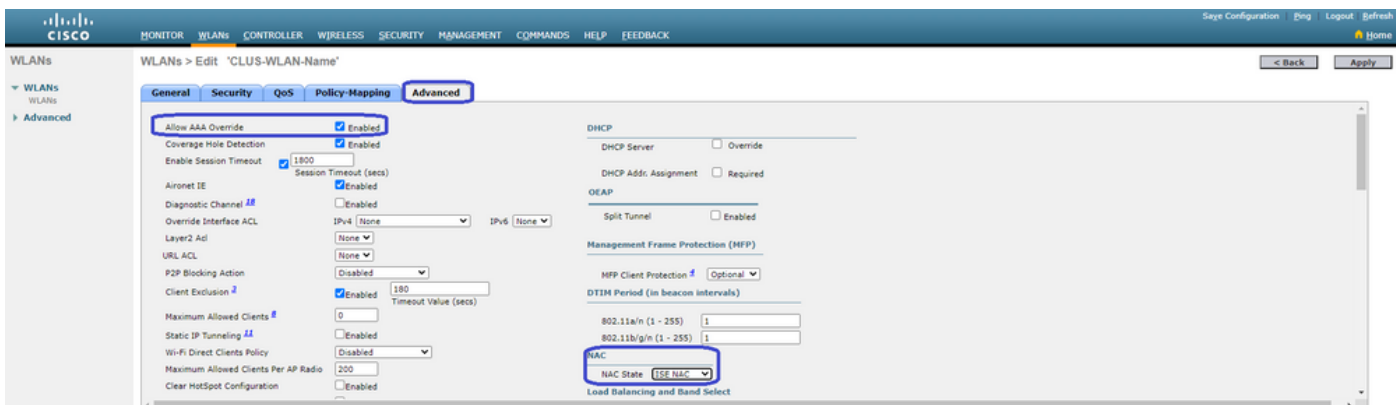 Save Configuration Ping Logout Refresh
CISCO
MONITOR WLANs CONTROLLER WIRELESS SECURITY MANAGEMENT COMMANDS HELP FEEDBACK
Home
WLANs
WLANs > Edit 'CLUS-WLAN-Name'
< Back Apply
WLANs
WLANs
Advanced
General Security QoS Policy-Mapping Advanced
Allow AAA Override Enabled
Coverage Hole Detection Enabled
Enable Session Timeout 1800
Session Timeout (secs)
Aironet IE Enabled
Diagnostic Channel 18 Enabled
Override Interface ACL IPv4 None IPv6 None
Layer2 Acl None
URL ACL None
P2P Blocking Action Disabled
Client Exclusion 3 Enabled 180
Timeout Value (secs)
Maximum Allowed Clients 8 0
Static IP Tunneling 11 Enabled
Wi-Fi Direct Clients Policy Disabled
Maximum Allowed Clients Per AP Radio 200
Clear HotSpot Configuration Enabled
DHCP
DHCP Server Override
DHCP Addr. Assignment Required
OEAP
Split Tunnel Enabled
Management Frame Protection (MFP)
MFP Client Protection 4 Optional
DTIM Period (in beacon intervals)
802.11a/n (1 - 255) 1
802.11b/g/n (1 - 255) 1
NAC
NAC State ISE NAC
Load Balancing and Band Select